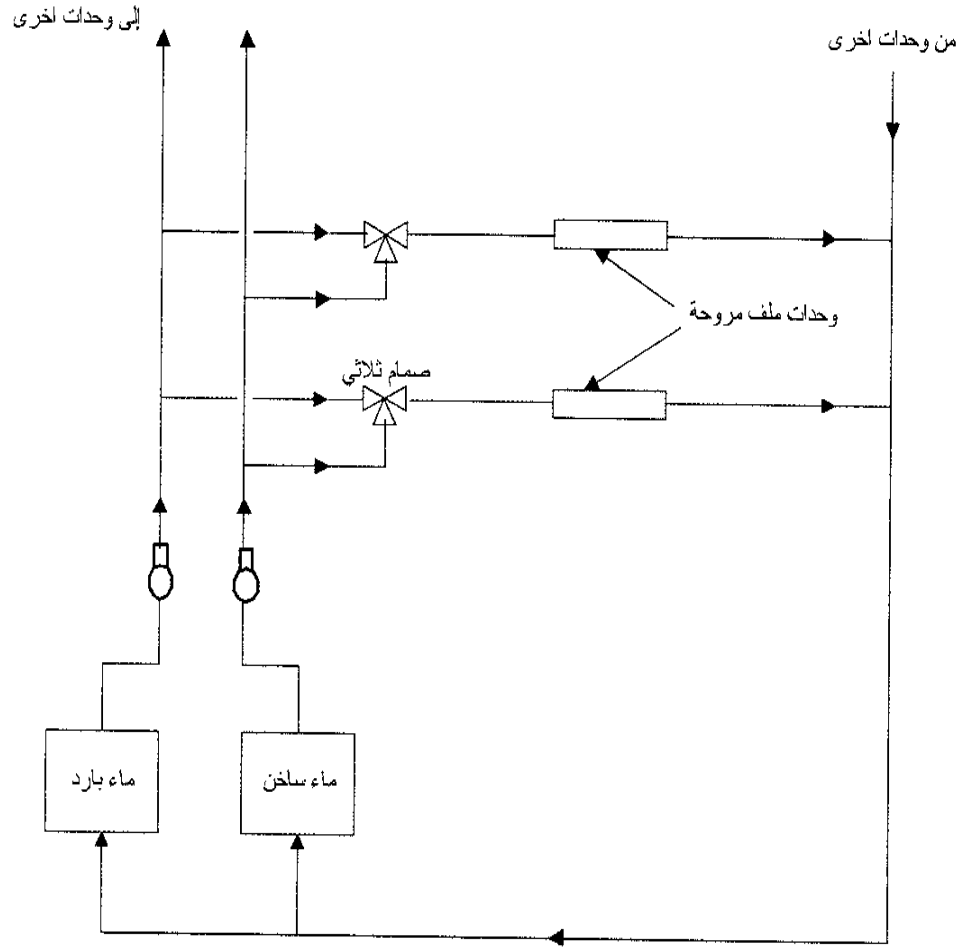 إلى وحدات اخرى
من وحدات اخرى
وحدات ملف مروحة
صمام ثلاثي
ماء بارد
ماء ساخن